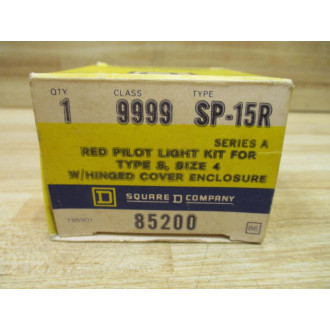 QTY CLASS TYPE
1 9999 SP-15R
SERIES A
RED PILOT LIGHT KIT FOR
TYPE S, SIZE 4
W/HINGED COVER ENCLOSURE
D SQUARE D COMPANY
85200